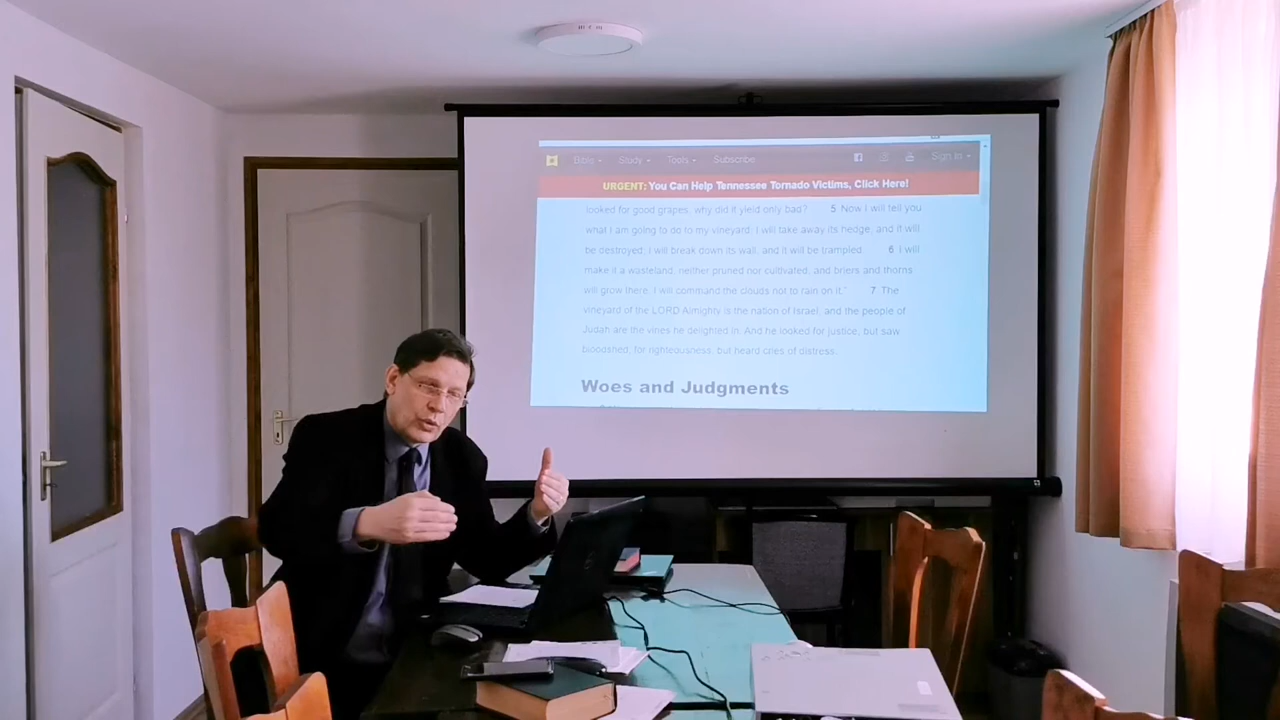 Bible Study Tools Subscribe Sign In
URGENT: You Can Help Tennessee Tornado Victims, Click Here!
looked for good grapes, why did it yield only bad? 5 Now I will tell you
what I am going to do to my vineyard: I will take away its hedge, and it will
be destroyed; I will break down its wall, and it will be trampled. 6 I will
make it a wasteland, neither pruned nor cultivated, and briers and thorns
will grow there. I will command the clouds not to rain on it." 7 The
vineyard of the LORD Almighty is the nation of Israel, and the people of
Judah are the vines he delighted in. And he looked for justice, but saw
bloodshed; for righteousness, but heard cries of distress.
Woes and Judgments